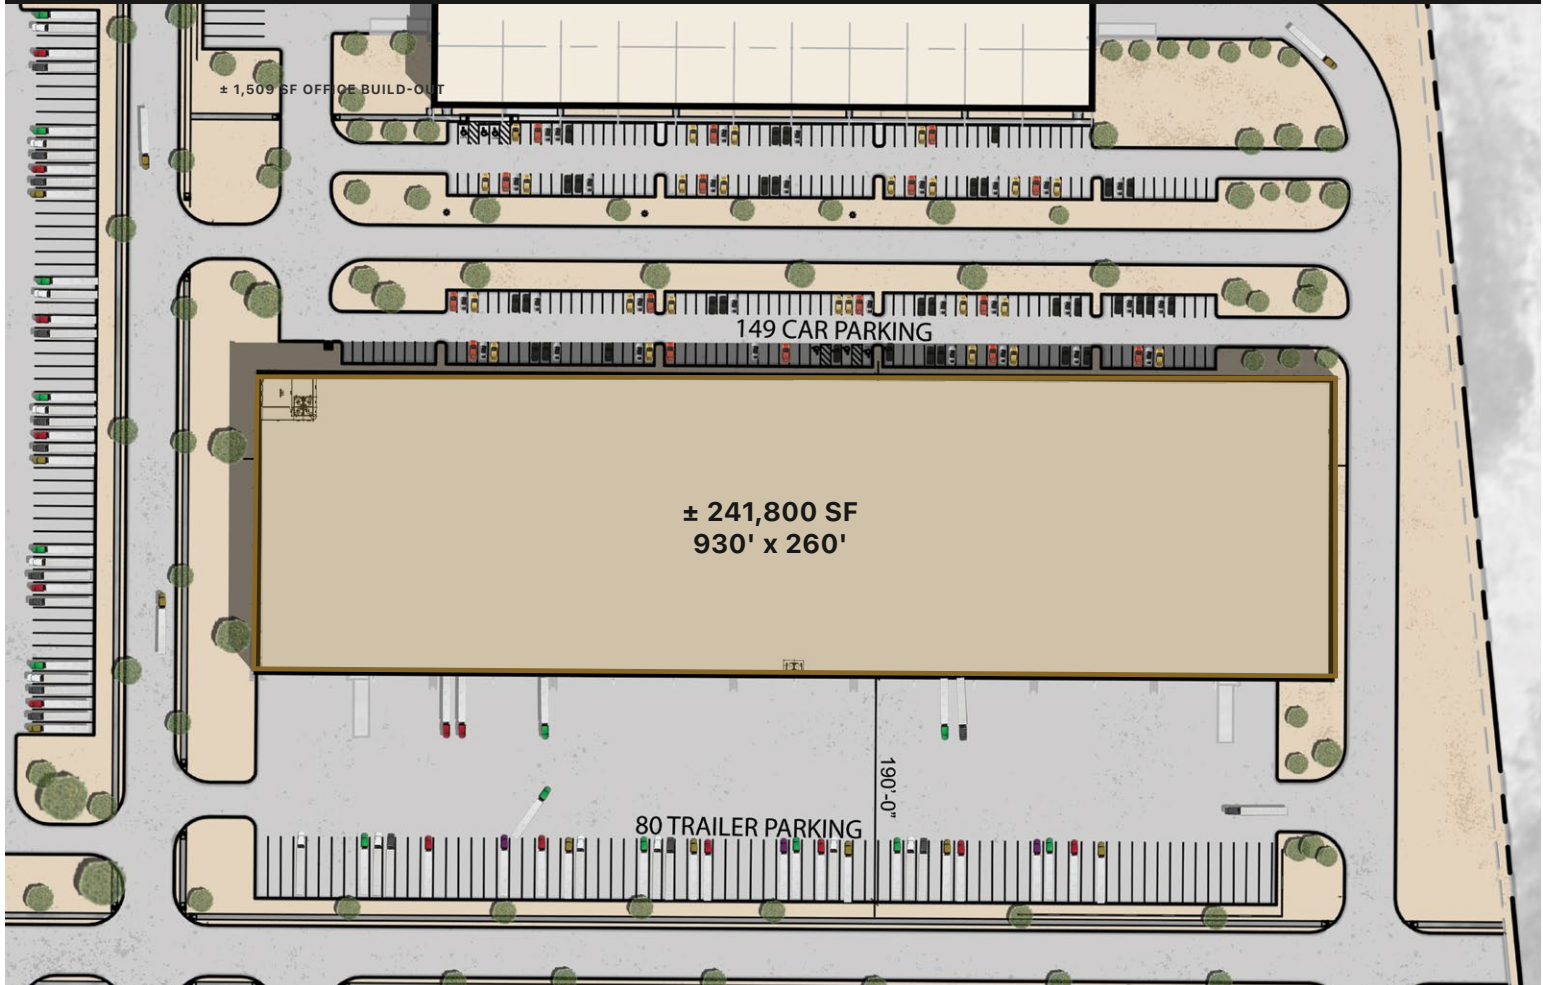 ± 1,509 SF OFFICE BUILD-OUT
149 CAR PARKING
± 241,800 SF
930' x 260'
190'-0"
80 TRAILER PARKING